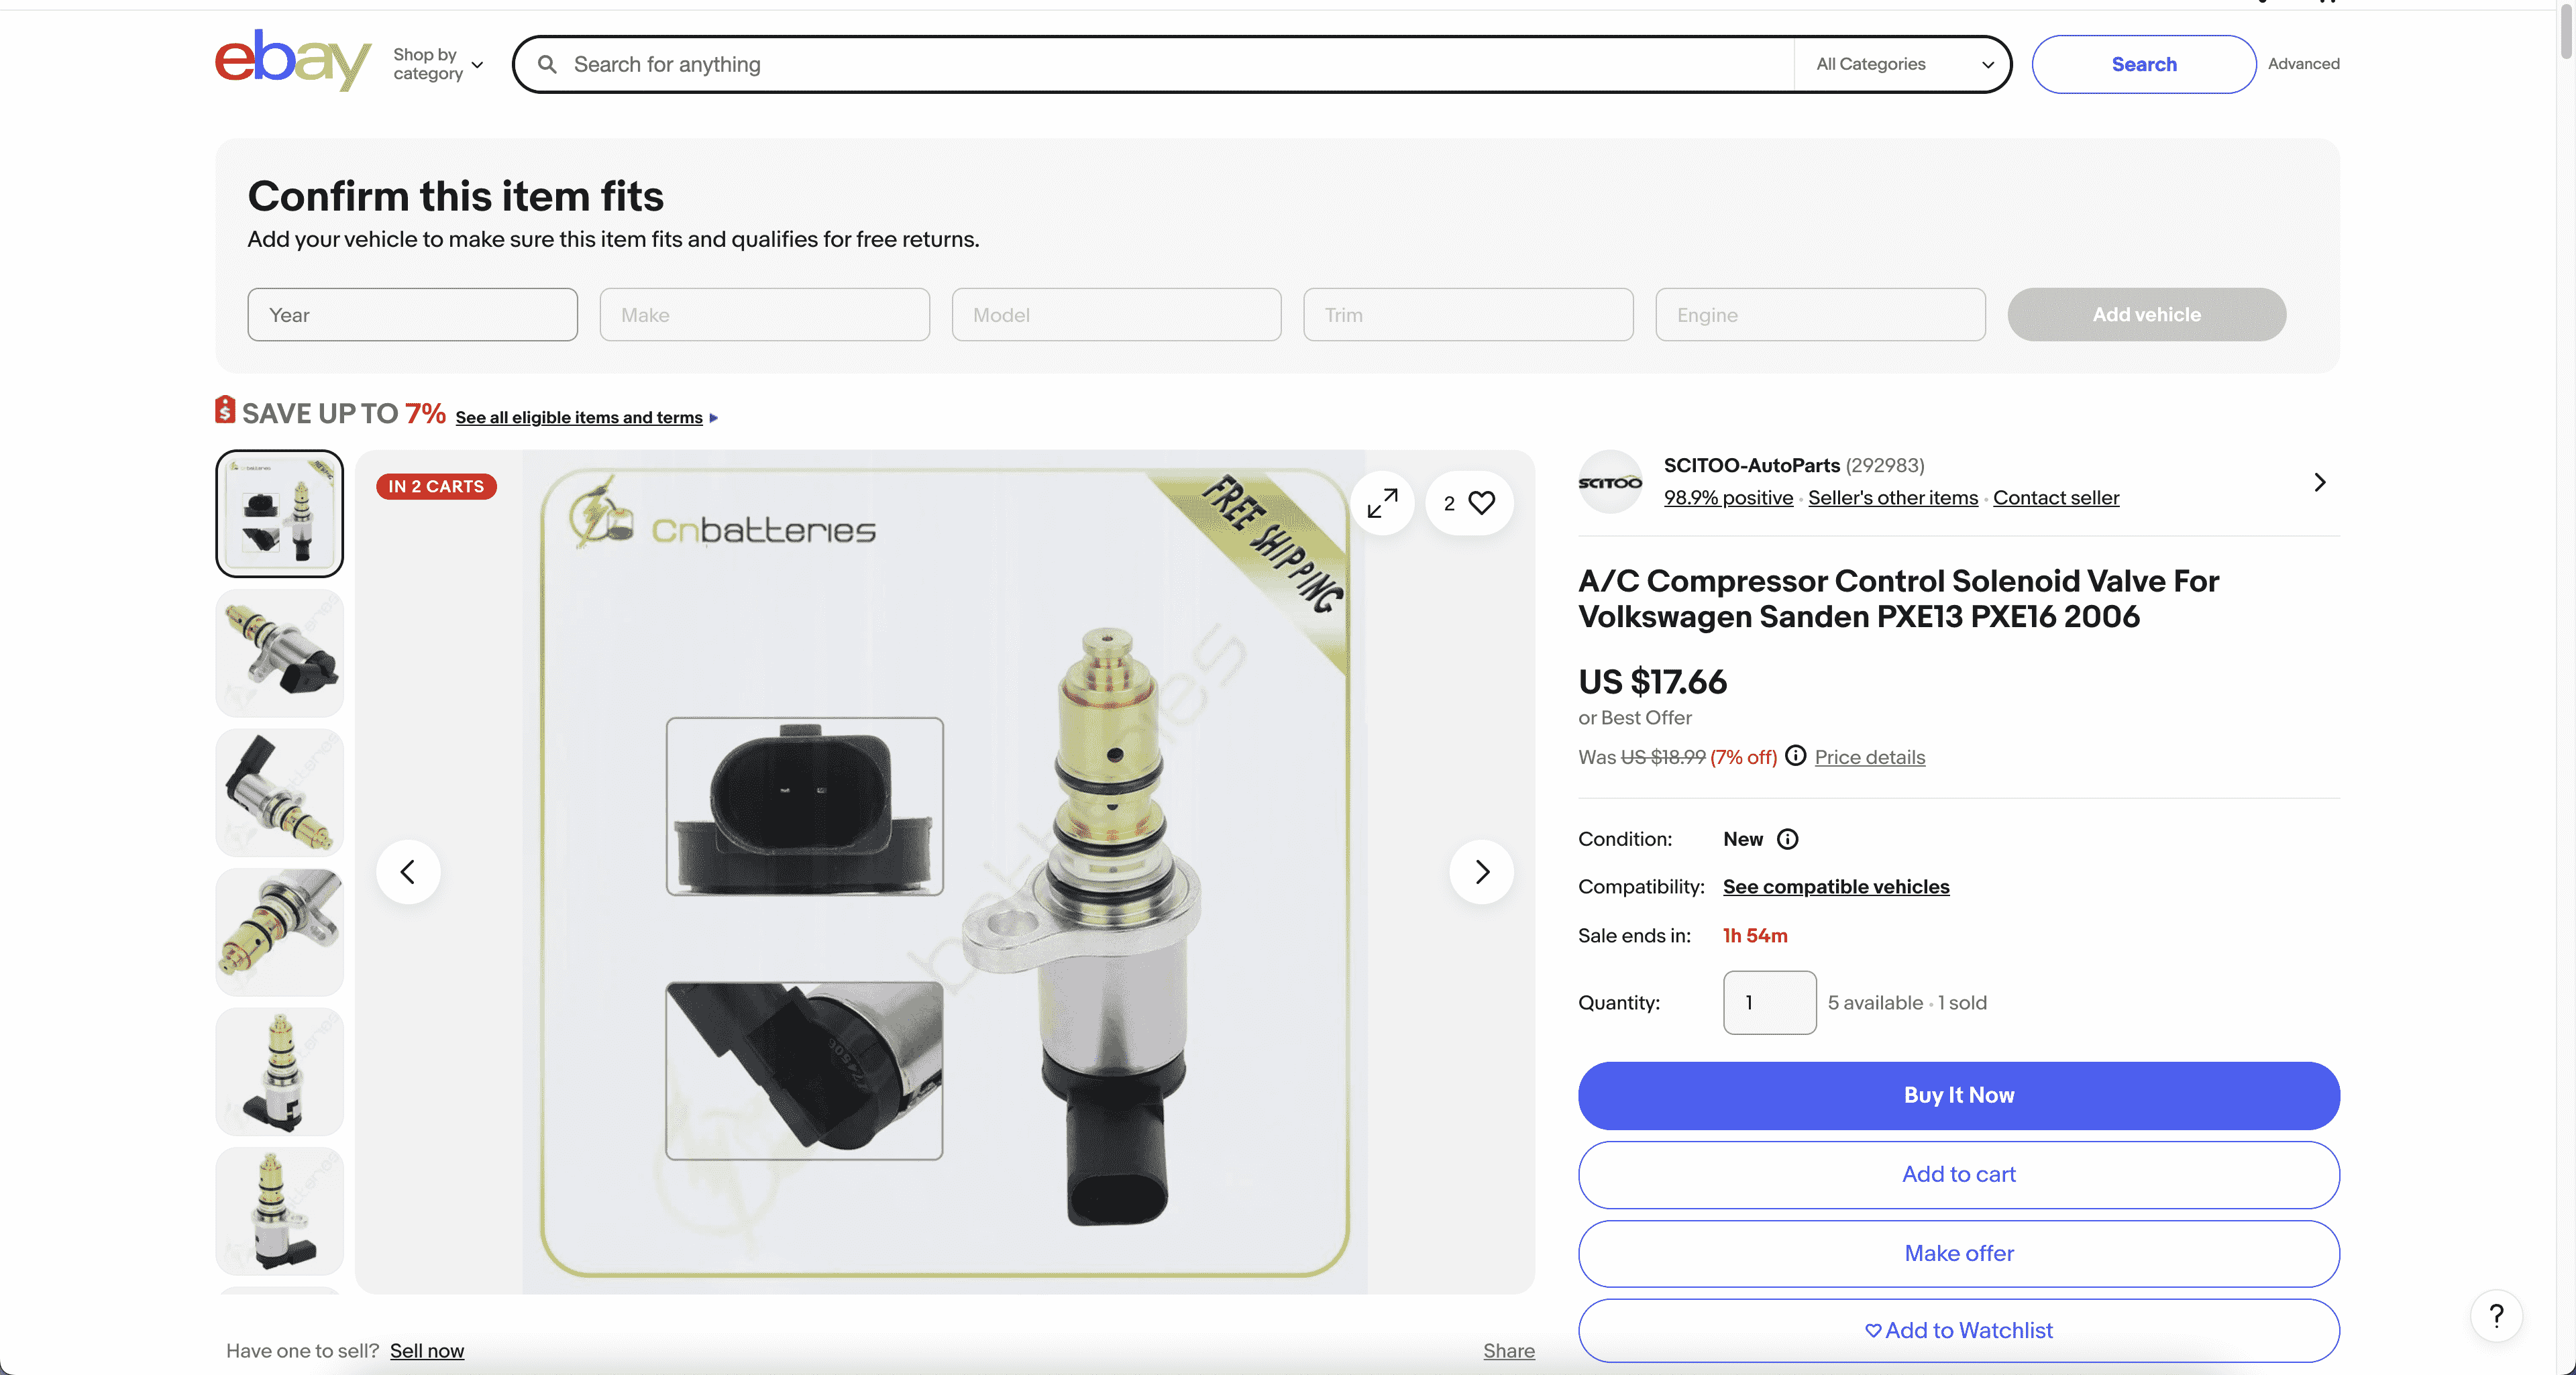 ebay
Shop by
category
Search for anything
All Categories
Search
Advanced
Confirm this item fits
Add your vehicle to make sure this item fits and qualifies for free returns.
Year
Make
Model
Trim
Engine
Add vehicle
$ SAVE UP TO 7% See all eligible items and terms
IN 2 CARTS
Cnbatteries
FREE SHIPPING
2
batteries
SCITOO
SCITOO-AutoParts (292983)
98.9% positive · Seller's other items · Contact seller
A/C Compressor Control Solenoid Valve For
Volkswagen Sanden PXE13 PXE16 2006
US $17.66
or Best Offer
Was US $18.99 (7% off) Price details
Condition: New
Compatibility: See compatible vehicles
Sale ends in: 1h 54m
Quantity: 1 5 available · 1 sold
Buy It Now
Add to cart
Make offer
Add to Watchlist
?
Have one to sell? Sell now
Share